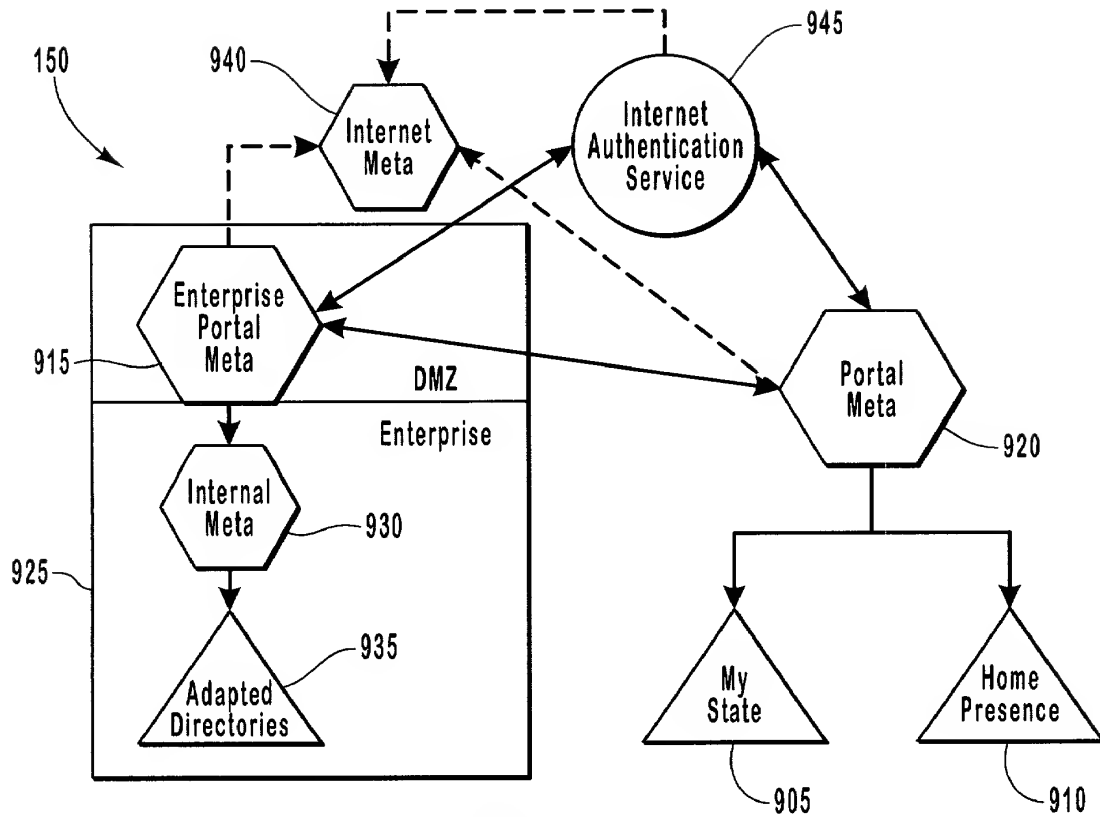 150
940
945
Internet
Meta
Internet
Authentication
Service
Enterprise
Portal
Meta
915
DMZ
Portal
Meta
920
Enterprise
Internal
Meta
930
925
935
Adapted
Directories
My
State
Home
Presence
905
910